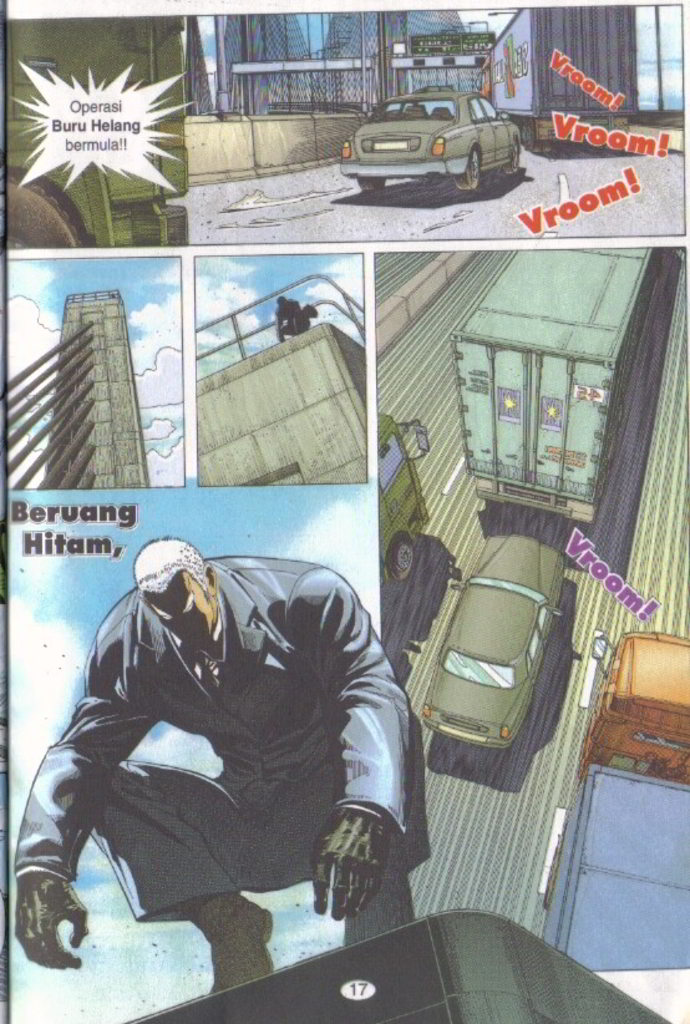 Operasi
Buru Helang
bermula!!
Vroom!
Vroom!
Vroom!
Beruang
Hitam,
Vroom!
17